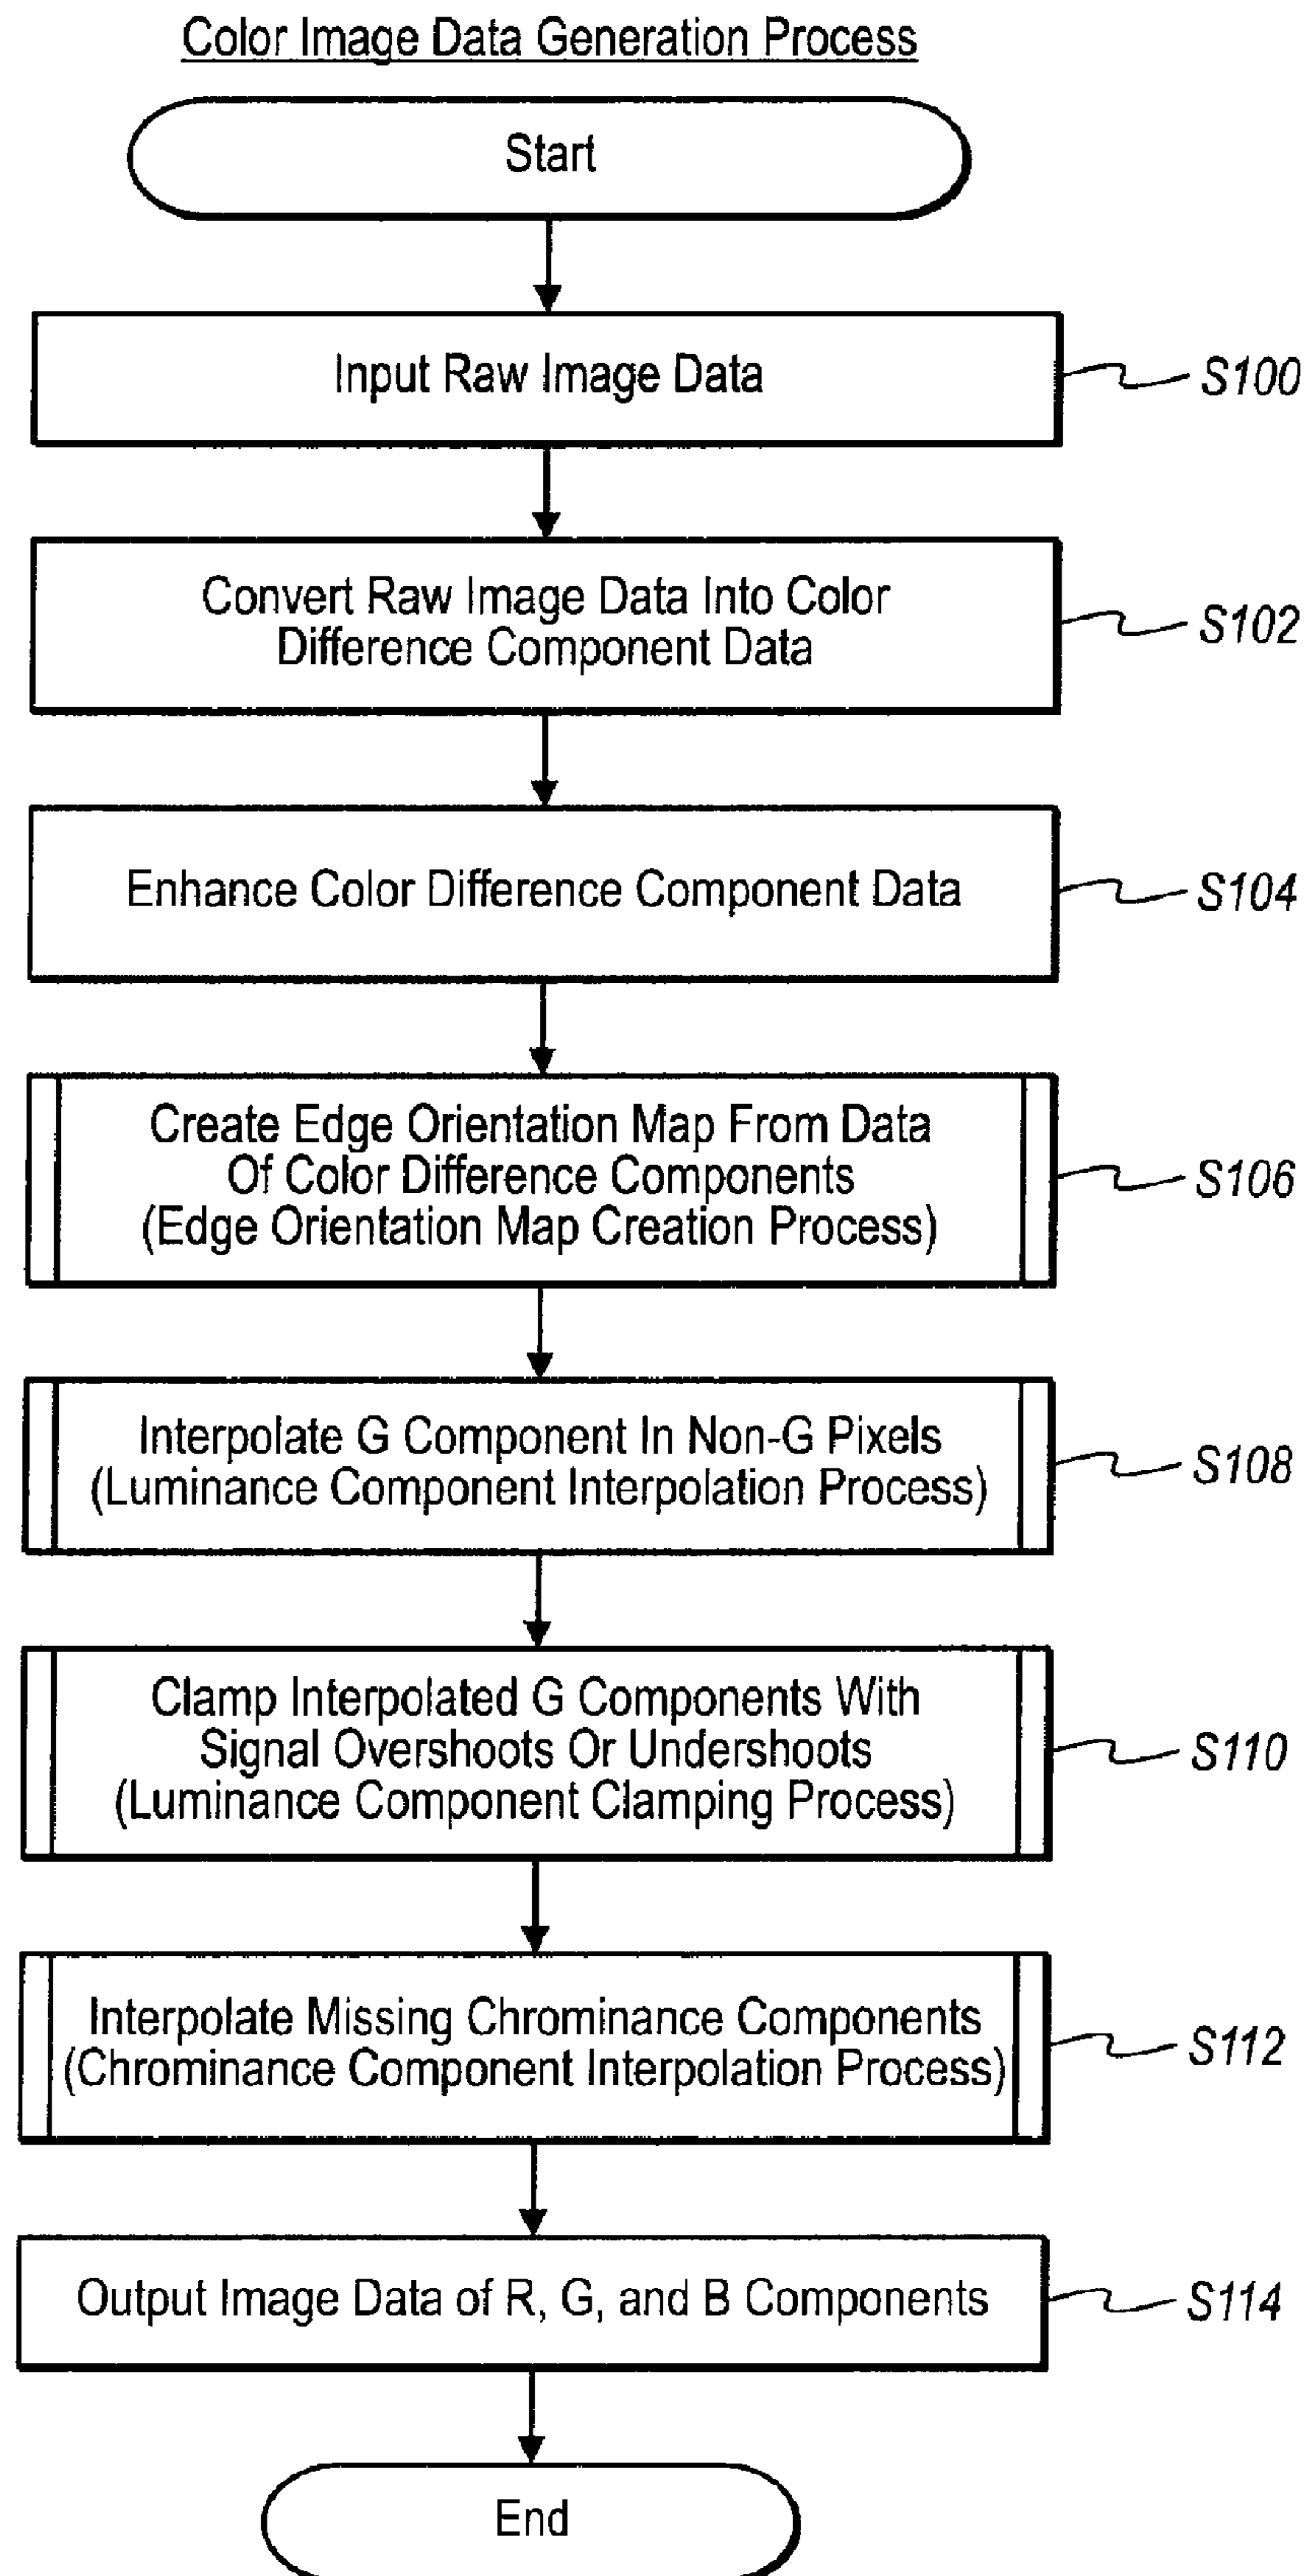 Color Image Data Generation Process
Start
Input Raw Image Data
S100
Convert Raw Image Data Into Color
Difference Component Data
S102
Enhance Color Difference Component Data
S104
Create Edge Orientation Map From Data
Of Color Difference Components
(Edge Orientation Map Creation Process)
S106
Interpolate G Component In Non-G Pixels
(Luminance Component Interpolation Process)
S108
Clamp Interpolated G Components With
Signal Overshoots Or Undershoots
(Luminance Component Clamping Process)
S110
Interpolate Missing Chrominance Components
(Chrominance Component Interpolation Process)
S112
Output Image Data of R, G, and B Components
S114
End